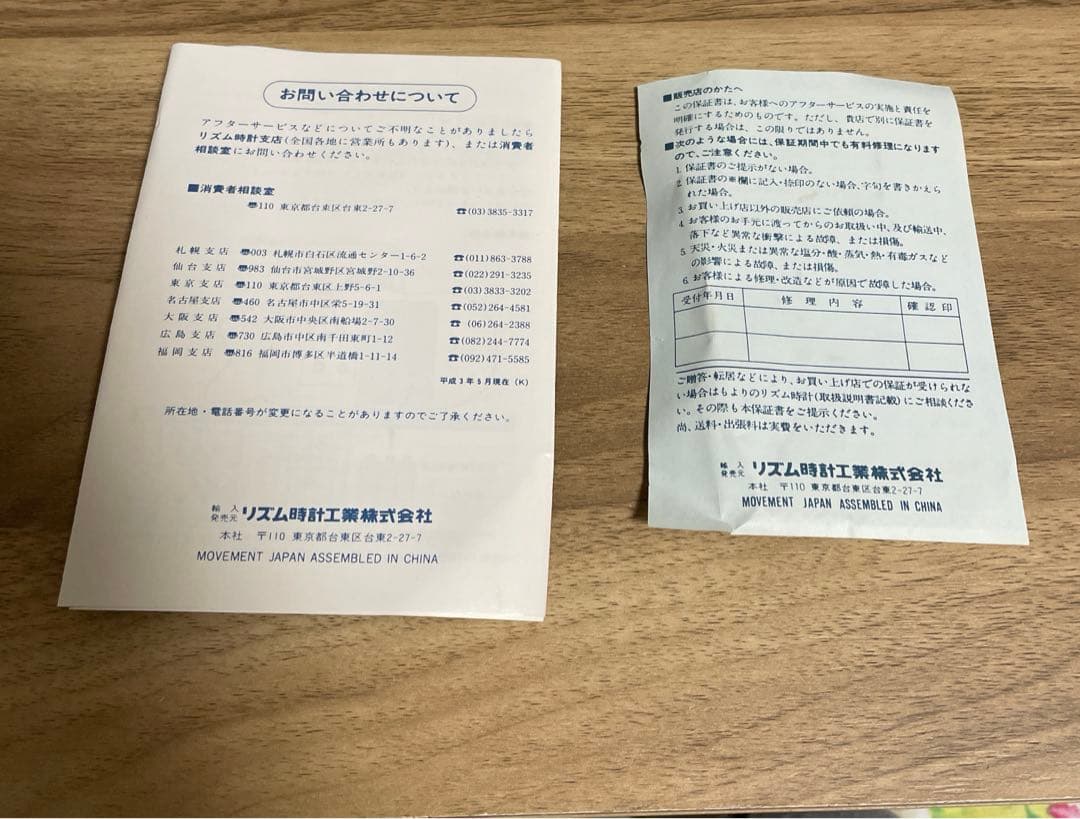 お問い合わせについて
アフターサービスなどについてご不明なことがありましたら
リズム時計支店(全国各地に営業所もあります)、または消費者
相談室にお問い合わせください。
■消費者相談室
〠110 東京都台東区台東2-27-7 ☎(03)3835-3317
札幌支店 〠003 札幌市白石区流通センター1-6-2 ☎(011)863-3788
仙台支店 〠983 仙台市宮城野区宮城野2-10-36 ☎(022)291-3235
東京支店 〠110 東京都台東区上野5-6-1 ☎(03)3833-3202
名古屋支店 〠460 名古屋市中区栄5-19-31 ☎(052)264-4581
大阪支店 〠542 大阪市中央区南船場2-7-30 ☎(06)264-2388
広島支店 〠730 広島市中区南千田東町1-12 ☎(082)244-7774
福岡支店 〠816 福岡市博多区半道橋1-11-14 ☎(092)471-5585
平成3年5月現在(K)
所在地・電話番号が変更になることがありますのでご了承ください。
輸入
発売元 リズム時計工業株式会社
本社 〒110 東京都台東区台東2-27-7
MOVEMENT JAPAN ASSEMBLED IN CHINA
■販売店のかたへ
この保証書は、お客様へのアフターサービスの実施と責任を
明確にするためのものです。ただし、貴店で別に保証書を
発行する場合は、この限りではありません。
■次のような場合には、保証期間中でも有料修理になります
ので、ご注意ください。
1. 保証書のご提示がない場合。
2. 保証書の※欄に記入・捺印のない場合、字句を書きかえら
れた場合。
3. お買い上げ店以外の販売店にご依頼の場合。
4. お客様のお手元に渡ってからのお取扱い中、及び輸送中、
落下など異常な衝撃による故障、または損傷。
5. 天災・火災または異常な塩分・酸・蒸気・熱・有毒ガスなど
の影響による故障、または損傷。
6. お客様による修理・改造などが原因で故障した場合。
受付年月日 修理内容 確認印
ご贈答・転居などにより、お買い上げ店での保証が受けられな
い場合はもよりのリズム時計(取扱説明書記載)にご相談くださ
い。その際も本保証書をご提示ください。
尚、送料・出張料は実費をいただきます。
輸入
発売元 リズム時計工業株式会社
本社 〒110 東京都台東区台東2-27-7
MOVEMENT JAPAN ASSEMBLED IN CHINA